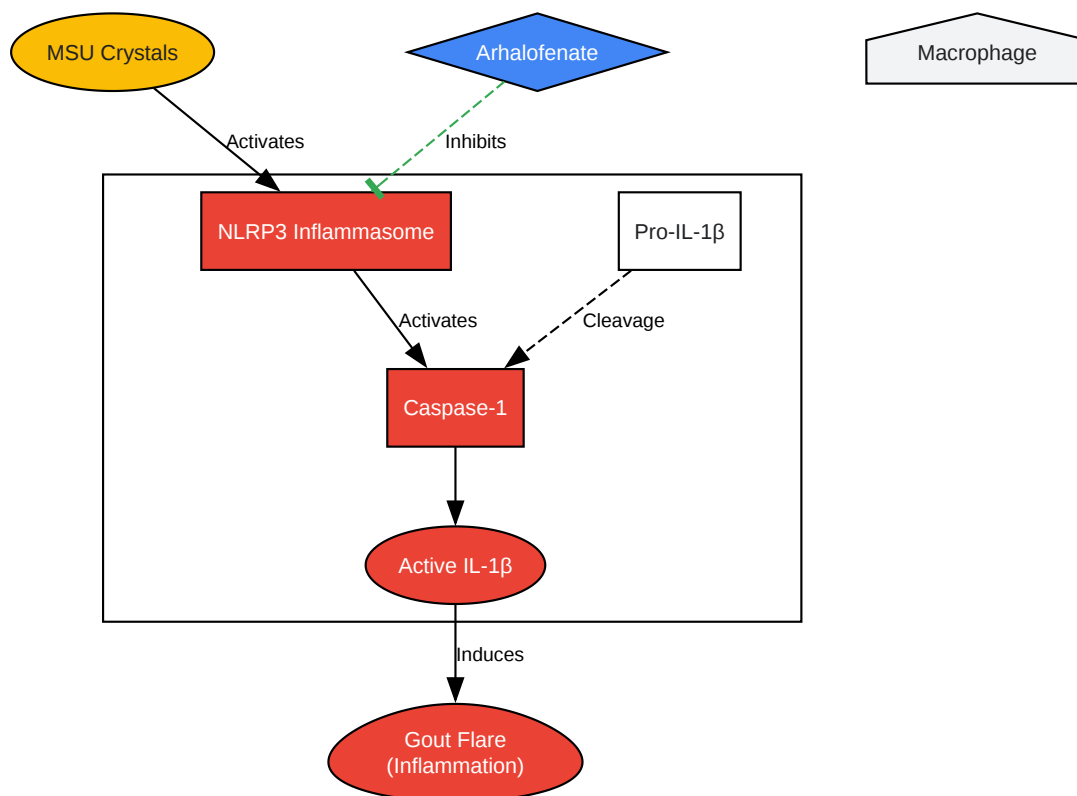 MSU Crystals
Arhalofenate
Macrophage
Activates
Inhibits
NLRP3 Inflammasome
Pro-IL-1β
Activates
Cleavage
Caspase-1
Active IL-1β
Induces
Gout Flare
(Inflammation)